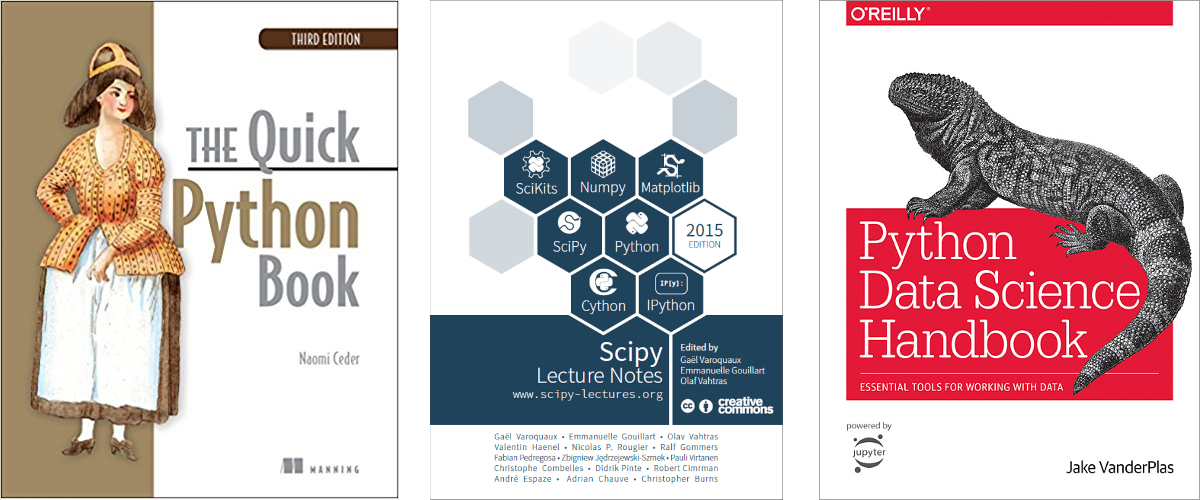 THIRD EDITION
THE Quick
Python
Book
Naomi Ceder
MANNING
SciKits
Numpy
Matplotlib
SciPy
Python
2015
EDITION
Cython
IP[y]:
IPython
Scipy
Lecture Notes
www.scipy-lectures.org
Edited by
Gaël Varoquaux
Emmanuelle Gouillart
Olaf Vahtras
cc
creative
commons
Gaël Varoquaux • Emmanuelle Gouillart • Olav Vahtras
Valentin Haenel • Nicolas P. Rougier • Ralf Gommers
Fabian Pedregosa • Zbigniew Jędrzejewski-Szmek • Pauli Virtanen
Christophe Combelles • Didrik Pinte • Robert Cimrman
André Espaze • Adrian Chauve • Christopher Burns
O'REILLY®
Python
Data Science
Handbook
ESSENTIAL TOOLS FOR WORKING WITH DATA
powered by
jupyter
Jake VanderPlas